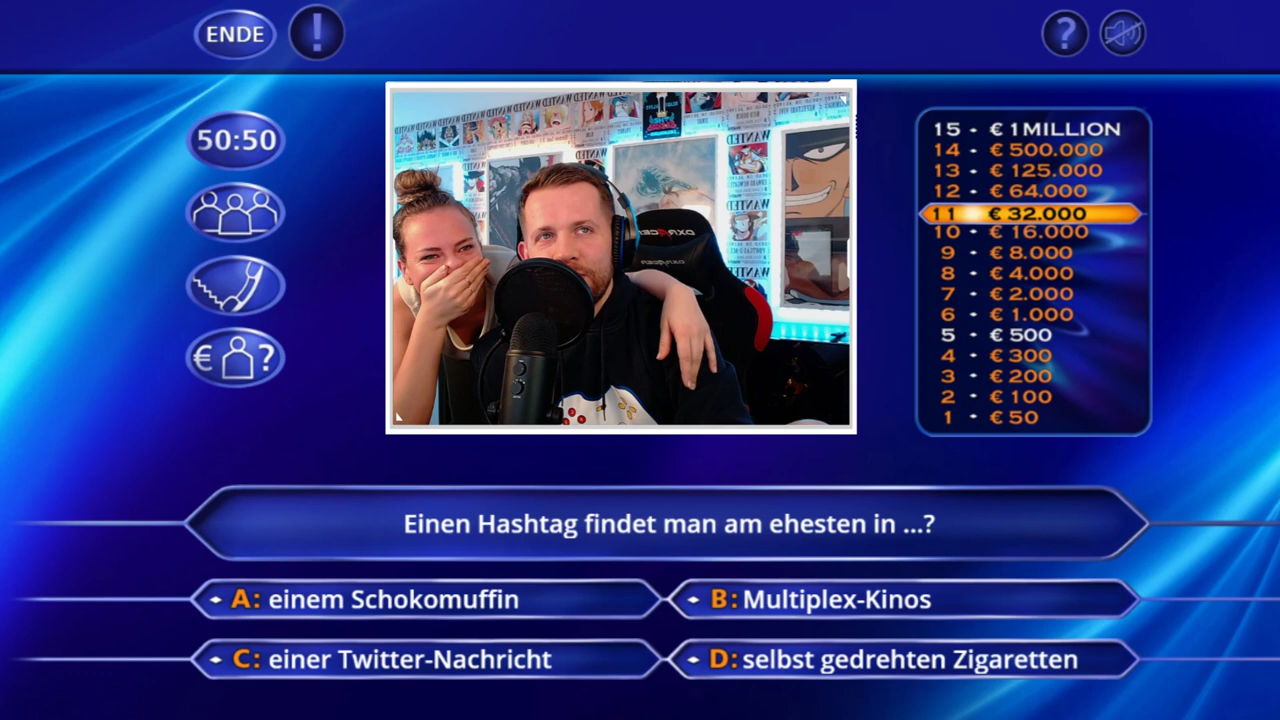 ENDE
!
?
50:50
€ ?
15 • € 1 MILLION
14 • € 500.000
13 • € 125.000
12 • € 64.000
11 • € 32.000
10 • € 16.000
9 • € 8.000
8 • € 4.000
7 • € 2.000
6 • € 1.000
5 • € 500
4 • € 300
3 • € 200
2 • € 100
1 • € 50
WANTED
DXRACER
Einen Hashtag findet man am ehesten in ...?
A: einem Schokomuffin
B: Multiplex-Kinos
C: einer Twitter-Nachricht
D: selbst gedrehten Zigaretten